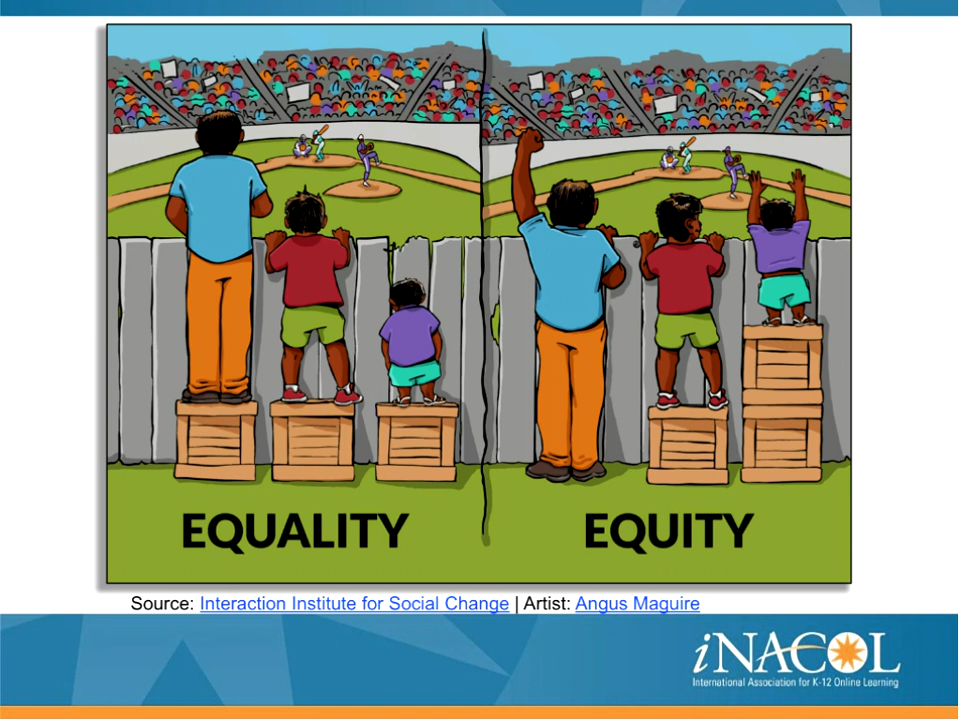 EQUALITY EQUITY
Source: Interaction Institute for Social Change | Artist: Angus Maguire
iNACOL
International Association for K-12 Online Learning